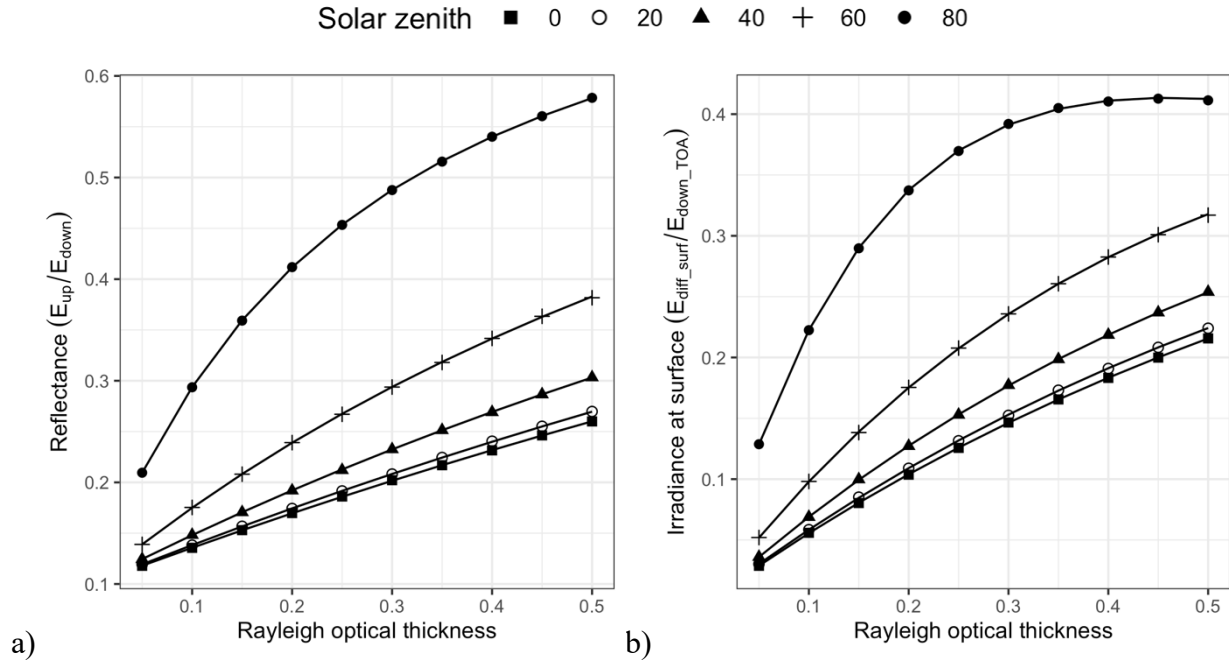 Solar zenith 0 20 40 60 80
Reflectance (E_up/E_down)
0.6
0.5
0.4
0.3
0.2
0.1
0.1 0.2 0.3 0.4 0.5
Rayleigh optical thickness
a)
Irradiance at surface (E_diff_surf/E_down_TOA)
0.4
0.3
0.2
0.1
0.1 0.2 0.3 0.4 0.5
Rayleigh optical thickness
b)